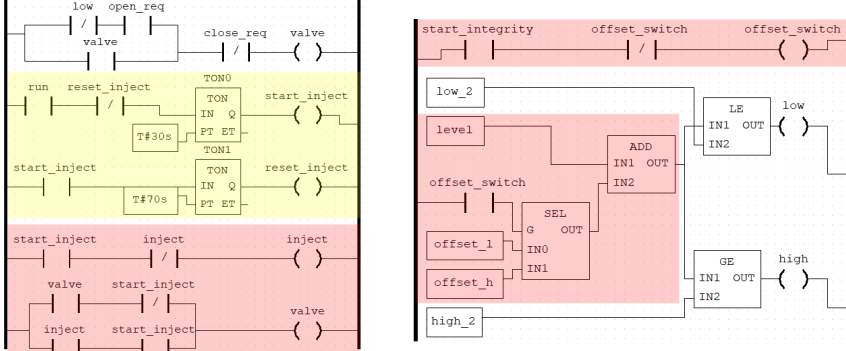 low open_req
valve
close_req valve
TON0
run reset_inject
TON
start_inject
IN Q
T#30s
PT ET
TON1
start_inject
TON
reset_inject
IN Q
T#70s
PT ET
start_inject inject inject
valve start_inject
valve
inject start_inject
start_integrity offset_switch offset_switch
low_2
LE
low
IN1 OUT
IN2
level
ADD
IN1 OUT
IN2
offset_switch
SEL
G OUT
offset_l
IN0
IN1
offset_h
GE
high
IN1 OUT
IN2
high_2